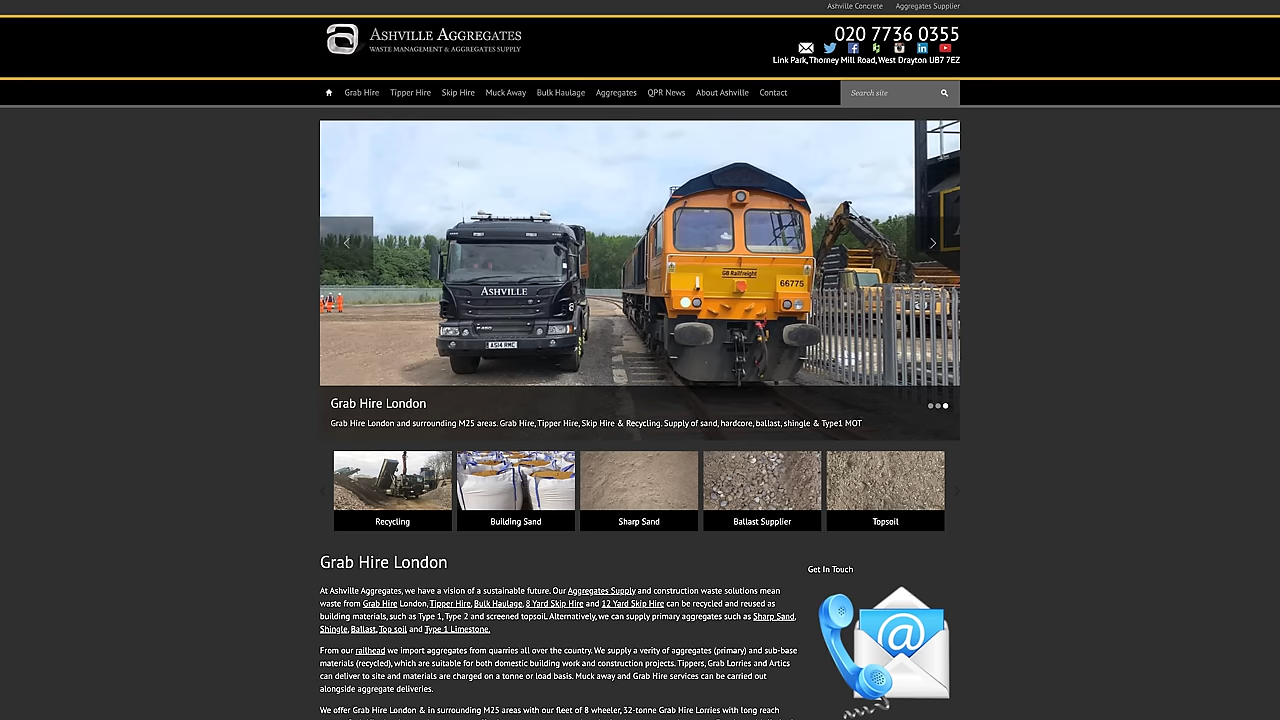 Ashville Concrete Aggregates Supplier
ASHVILLE AGGREGATES
WASTE MANAGEMENT & AGGREGATES SUPPLY
020 7736 0355
Link Park, Thorney Mill Road, West Drayton UB7 7EZ
Grab Hire Tipper Hire Skip Hire Muck Away Bulk Haulage Aggregates QPR News About Ashville Contact
Search site
ASHVILLE
GB Railfreight
66775
Grab Hire London
Grab Hire London and surrounding M25 areas. Grab Hire, Tipper Hire, Skip Hire & Recycling. Supply of sand, hardcore, ballast, shingle & Type1 MOT
Recycling Building Sand Sharp Sand Ballast Supplier Topsoil
Grab Hire London
At Ashville Aggregates, we have a vision of a sustainable future. Our Aggregates Supply and construction waste solutions mean
waste from Grab Hire London, Tipper Hire, Bulk Haulage, 8 Yard Skip Hire and 12 Yard Skip Hire can be recycled and reused as
building materials, such as Type 1, Type 2 and screened topsoil. Alternatively, we can supply primary aggregates such as Sharp Sand,
Shingle, Ballast, Top soil and Type 1 Limestone.
From our railhead we import aggregates from quarries all over the country. We supply a verity of aggregates (primary) and sub-base
materials (recycled), which are suitable for both domestic building work and construction projects. Tippers, Grab Lorries and Artics
can deliver to site and materials are charged on a tonne or load basis. Muck away and Grab Hire services can be carried out
alongside aggregate deliveries.
We offer Grab Hire London & in surrounding M25 areas with our fleet of 8 wheeler, 32-tonne Grab Hire Lorries with long reach
Get In Touch
@